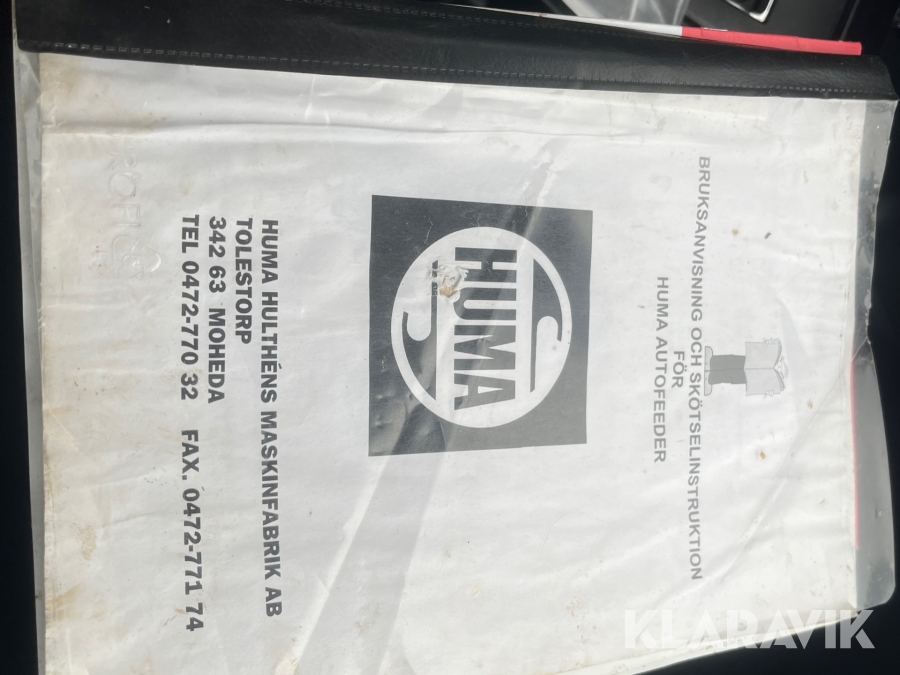 BRUKSANVISNING OCH SKÖTSELINSTRUKTION
FÖR
HUMA AUTOFEEDER
HUMA
HUMA HULTHÉNS MASKINFABRIK AB
TOLESTORP
342 63 MOHEDA
TEL 0472-770 32 FAX. 0472-771 74
KLARAVIK